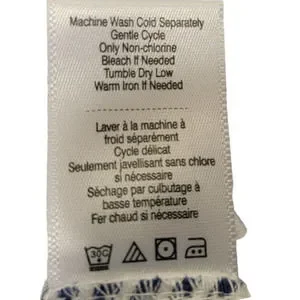 Machine Wash Cold Separately
Gentle Cycle
Only Non-chlorine
Bleach If Needed
Tumble Dry Low
Warm Iron If Needed
Laver à la machine à
froid séparément
Cycle délicat
Seulement javellisant sans chlore
si nécessaire
Séchage par culbutage à
basse température
Fer chaud si nécessaire
30C